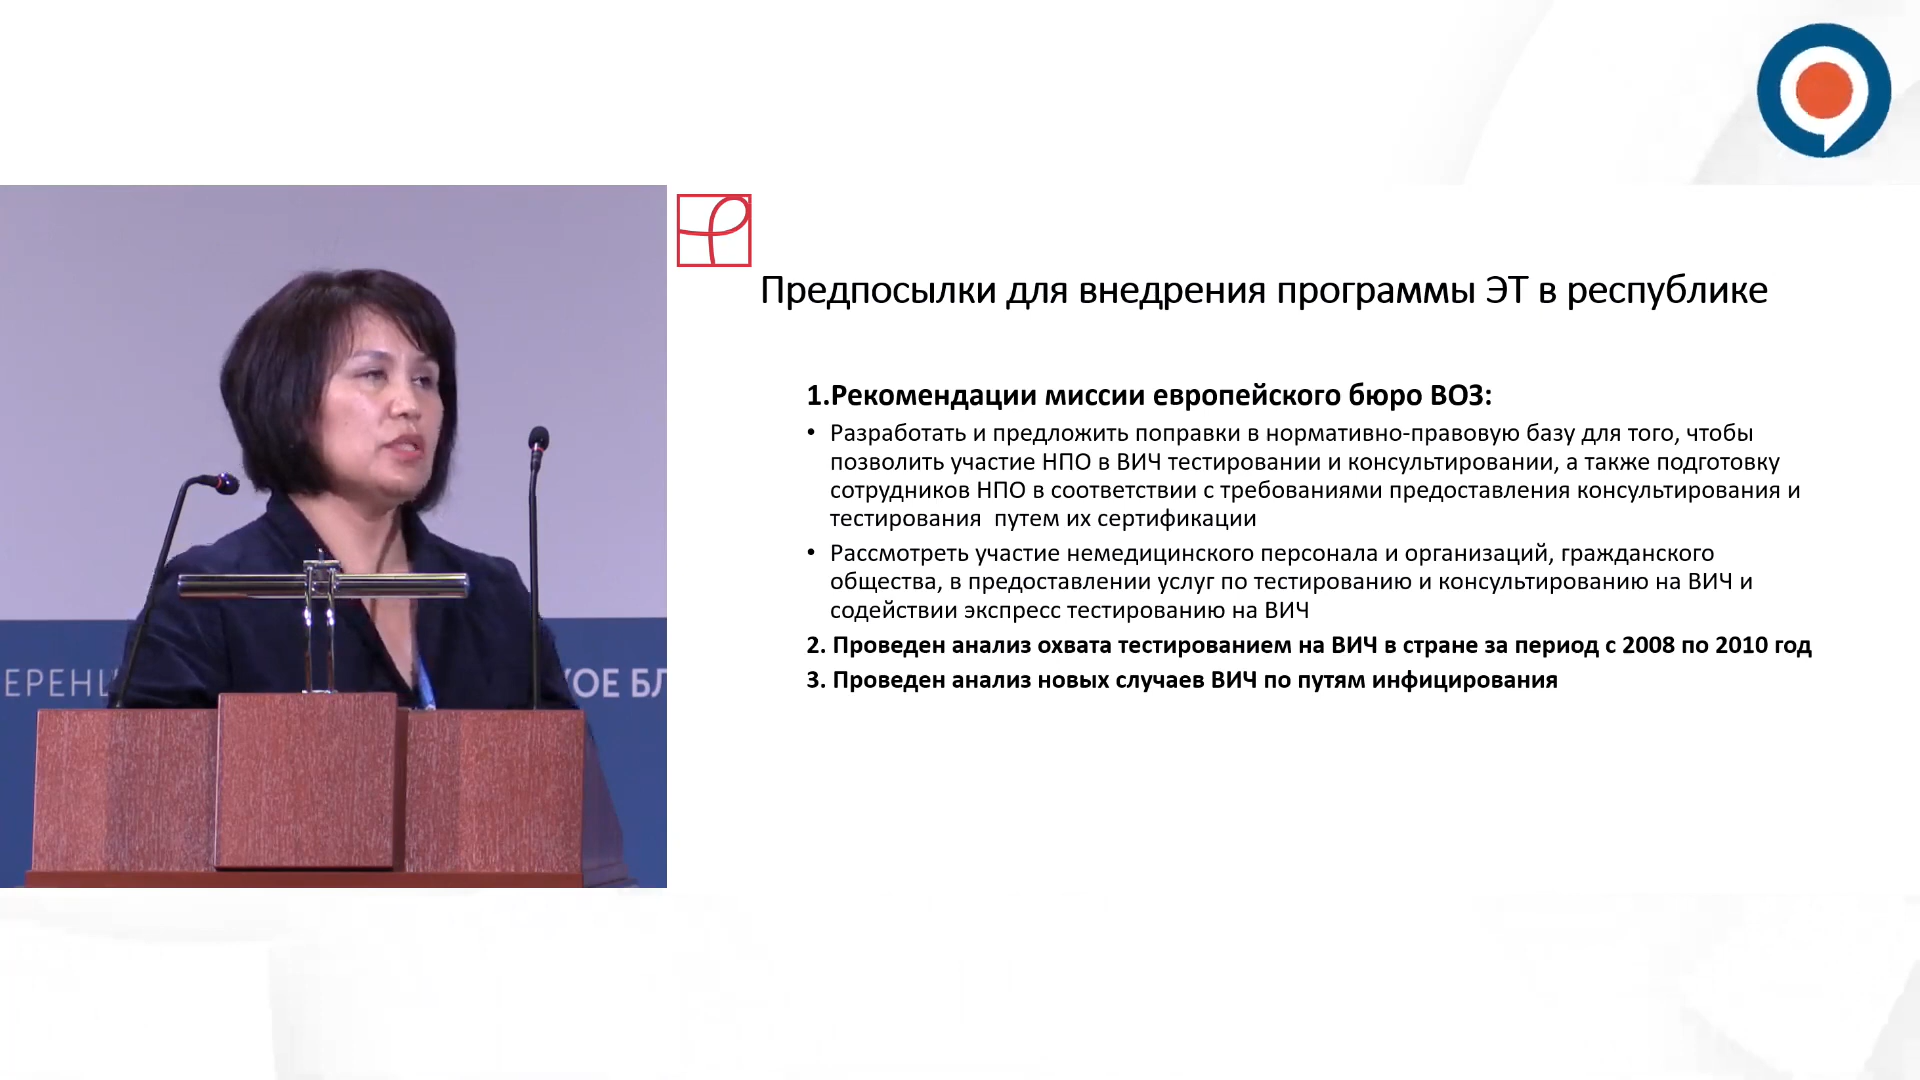 Предпосылки для внедрения программы ЭТ в республике
1.Рекомендации миссии европейского бюро ВОЗ:
• Разработать и предложить поправки в нормативно-правовую базу для того, чтобы
позволить участие НПО в ВИЧ тестировании и консультировании, а также подготовку
сотрудников НПО в соответствии с требованиями предоставления консультирования и
тестирования путем их сертификации
• Рассмотреть участие немедицинского персонала и организаций, гражданского
общества, в предоставлении услуг по тестированию и консультированию на ВИЧ и
содействии экспресс тестированию на ВИЧ
2. Проведен анализ охвата тестированием на ВИЧ в стране за период с 2008 по 2010 год
3. Проведен анализ новых случаев ВИЧ по путям инфицирования
ЕРЕНЦ КОЕ БЛ